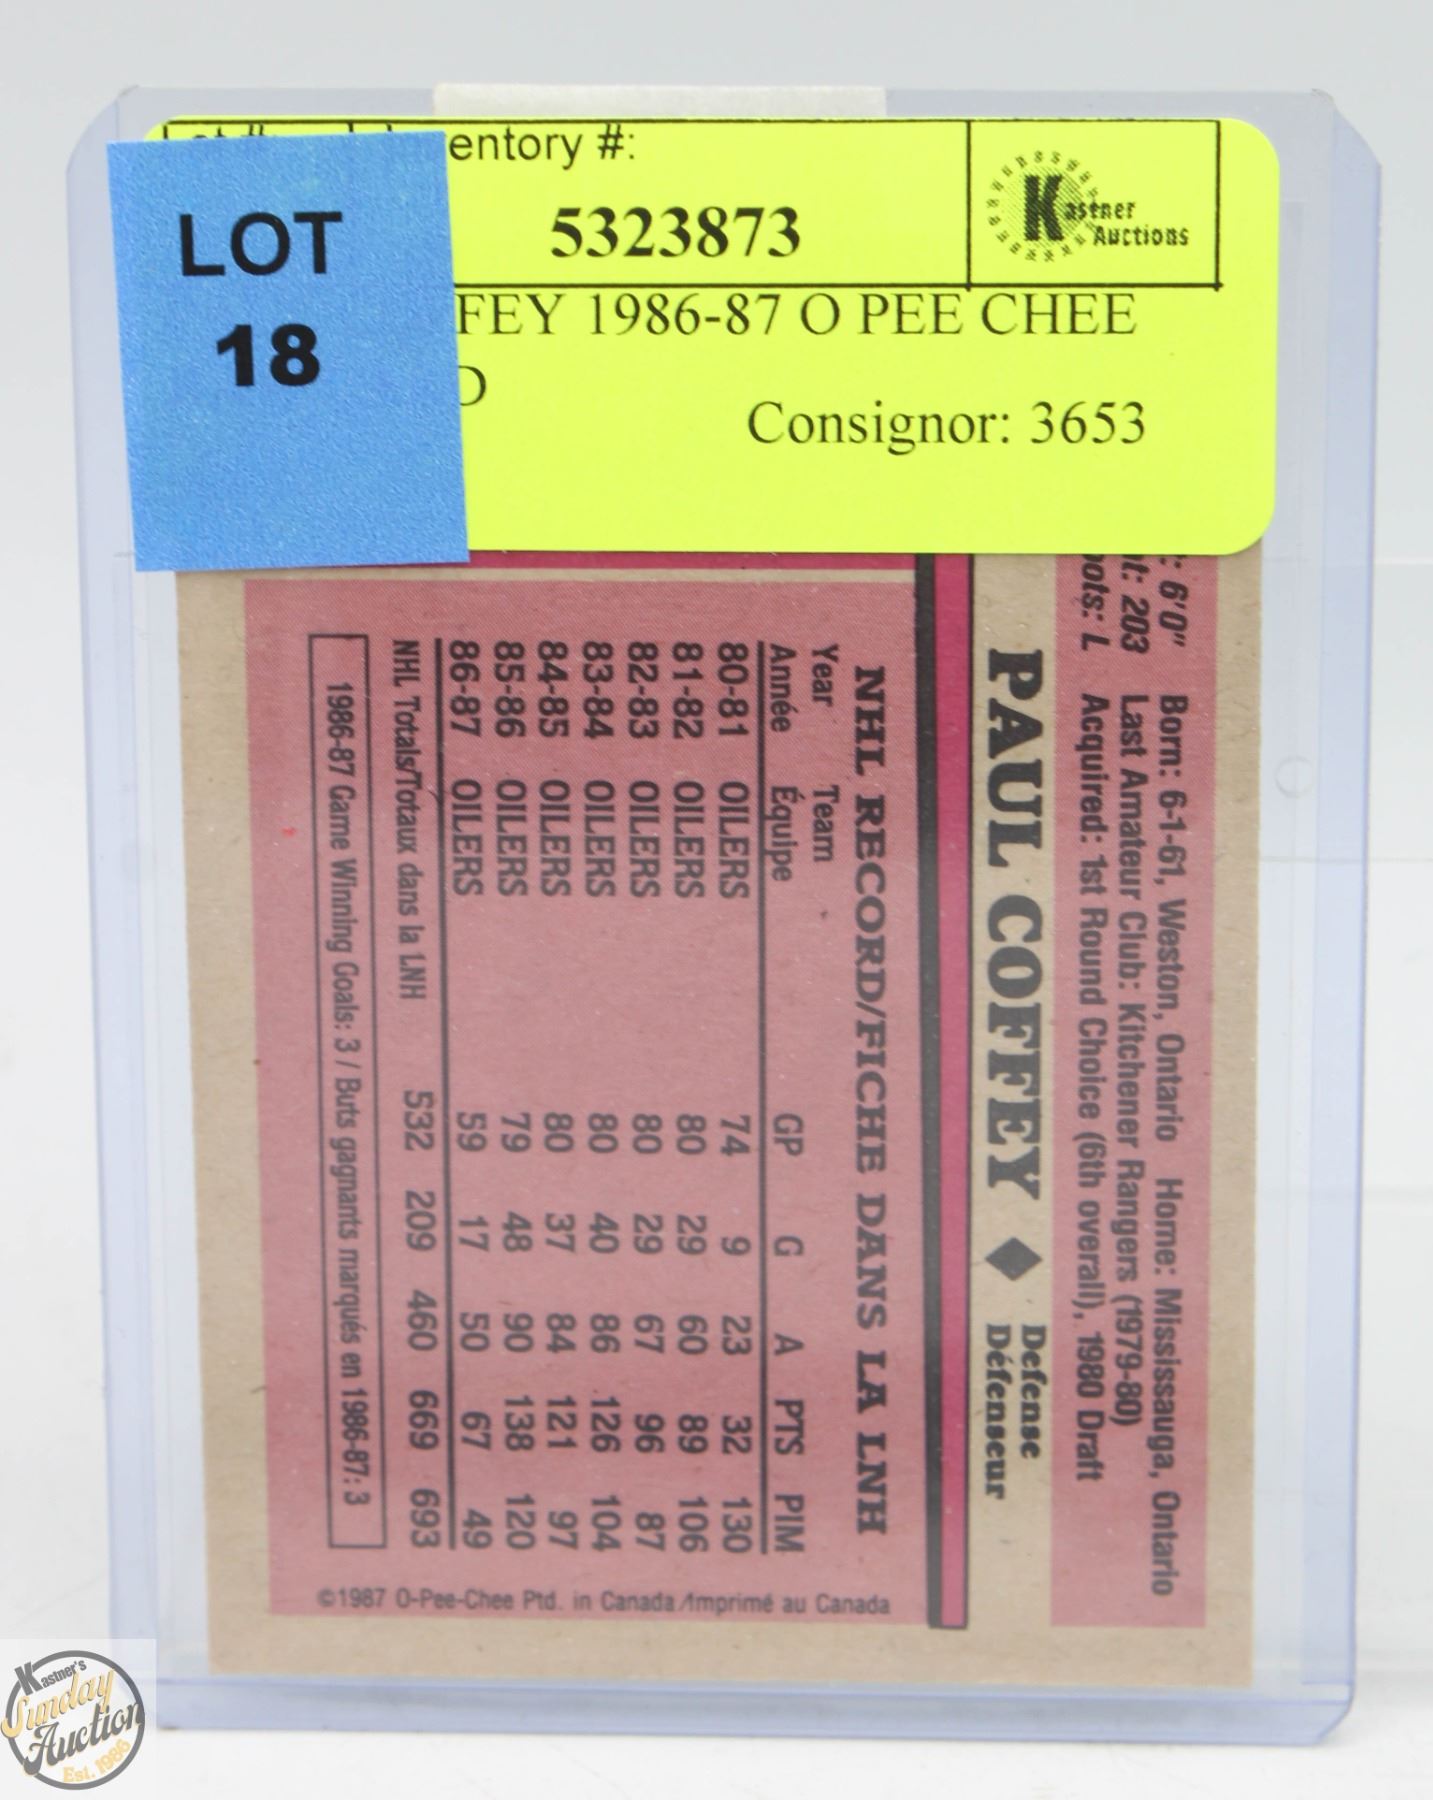 LOT
18
entory #:
5323873
Kastner
Auctions
FEY 1986-87 O PEE CHEE
D
Consignor: 3653
6'0" Born: 6-1-61, Weston, Ontario Home: Mississauga, Ontario
t: 203 Last Amateur Club: Kitchener Rangers (1979-80)
ots: L Acquired: 1st Round Choice (6th overall), 1980 Draft
PAUL COFFEY ◆ Defense
Défenseur
NHL RECORD/FICHE DANS LA LNH
Year Team
Année Équipe GP G A PTS PIM
80-81 OILERS 74 9 23 32 130
81-82 OILERS 80 29 60 89 106
82-83 OILERS 80 29 67 96 87
83-84 OILERS 80 40 86 126 104
84-85 OILERS 80 37 84 121 97
85-86 OILERS 79 48 90 138 120
86-87 OILERS 59 17 50 67 49
NHL Totals/Totaux dans la LNH 532 209 460 669 693
1986-87 Game Winning Goals: 3 / Buts gagnants marqués en 1986-87: 3
©1987 O-Pee-Chee Ptd. in Canada/Imprimé au Canada
Kastner's
Sunday
Auction
Est. 1986